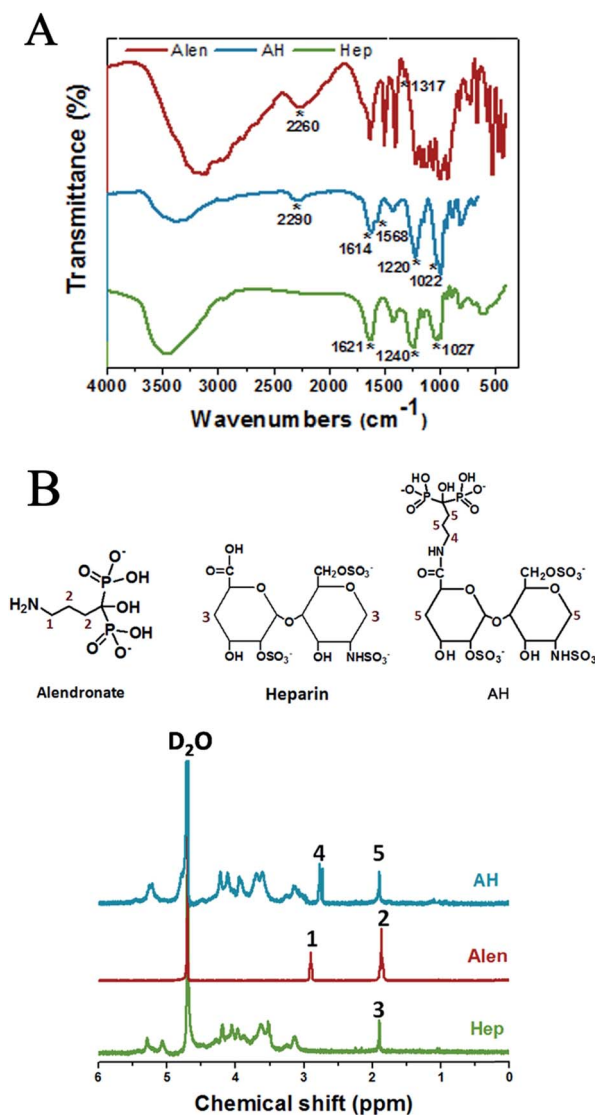 A
Alen AH Hep
*1317
*
2260
*
2290
* * * *
1614 1568 1220 1022
* * *
1621 1240 1027
Transmittance (%)
4000 3500 3000 2500 2000 1500 1000 500
Wavenumbers (cm-1)
B
O- O P OH
H2N 2 OH
1 2 P OH
O O-
Alendronate
OH
O
CH2OSO3-
O O
3 3
O
OH OH
OSO3- NHSO3-
Heparin
HO OH OH
-O P P O-
O O
5
5
4
NH
O=C CH2OSO3-
O O
5 5
O
OH OH
OSO3- NHSO3-
AH
D2O
4 5
AH
1 2
Alen
3
Hep
6 5 4 3 2 1 0
Chemical shift (ppm)